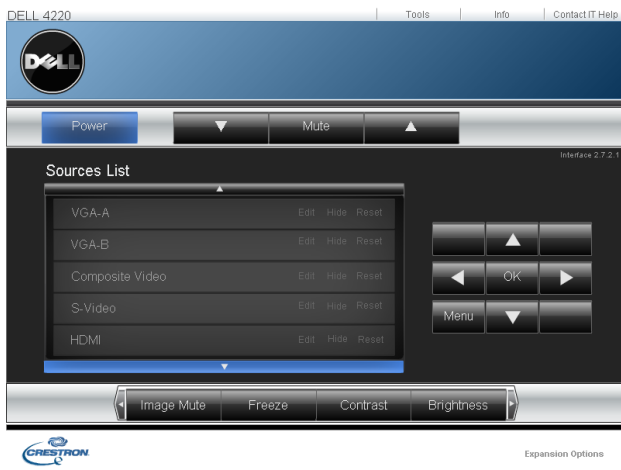 DELL 4220 Tools Info Contact IT Help
DELL
Power Mute
Interface 2.7.2.1
Sources List
VGA-A Edit Hide Reset
VGA-B Edit Hide Reset
Composite Video Edit Hide Reset
S-Video Edit Hide Reset
HDMI Edit Hide Reset
OK
Menu
Image Mute Freeze Contrast Brightness
CRESTRON Expansion Options